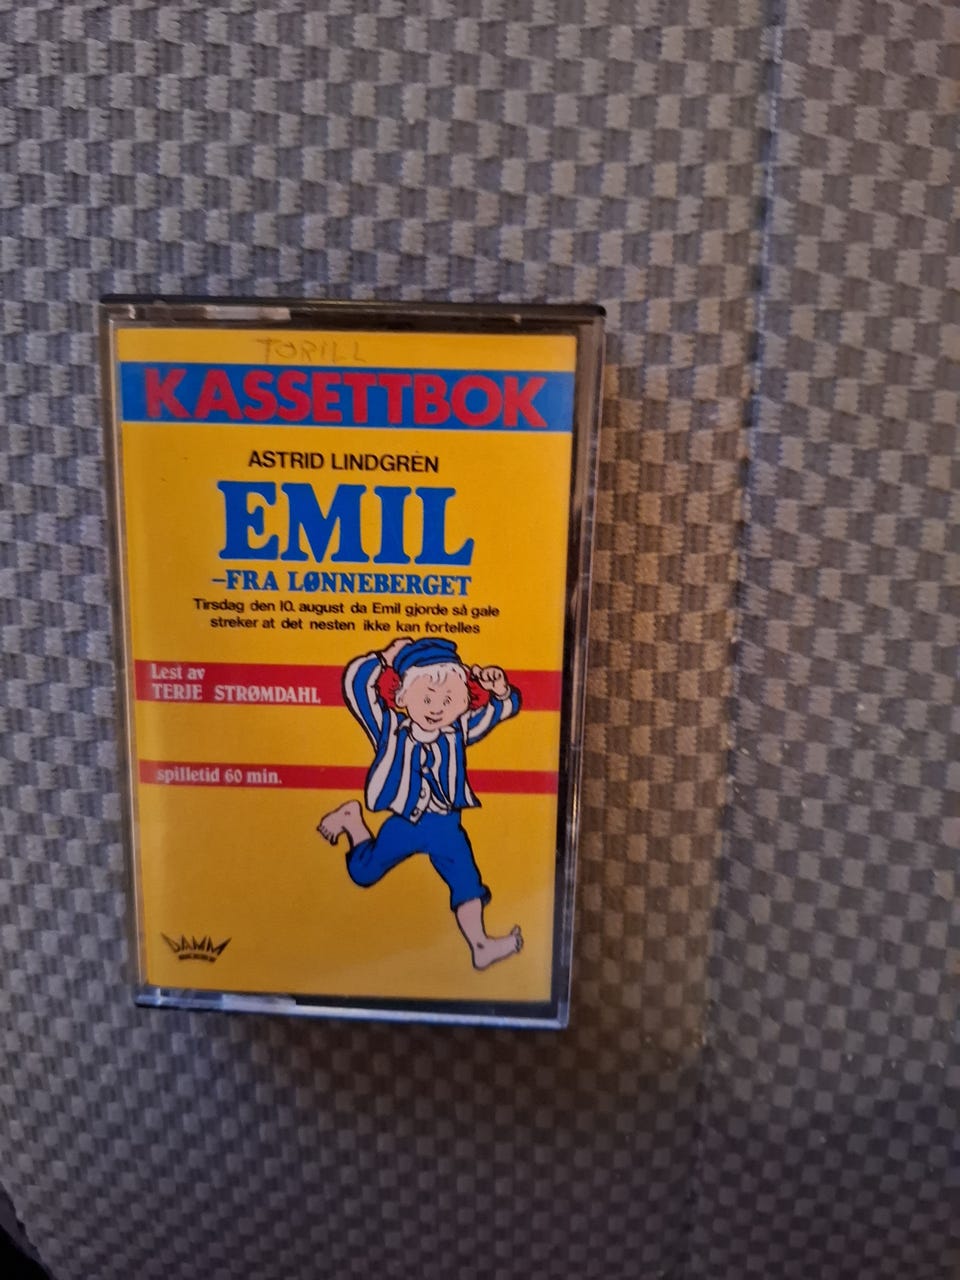 TORILL
KASSETTBOK
ASTRID LINDGREN
EMIL
-FRA LØNNEBERGET
Tirsdag den 10. august da Emil gjorde så gale
streker at det nesten ikke kan fortelles
Lest av
TERJE STRØMDAHL
spilletid 60 min.
DAMM